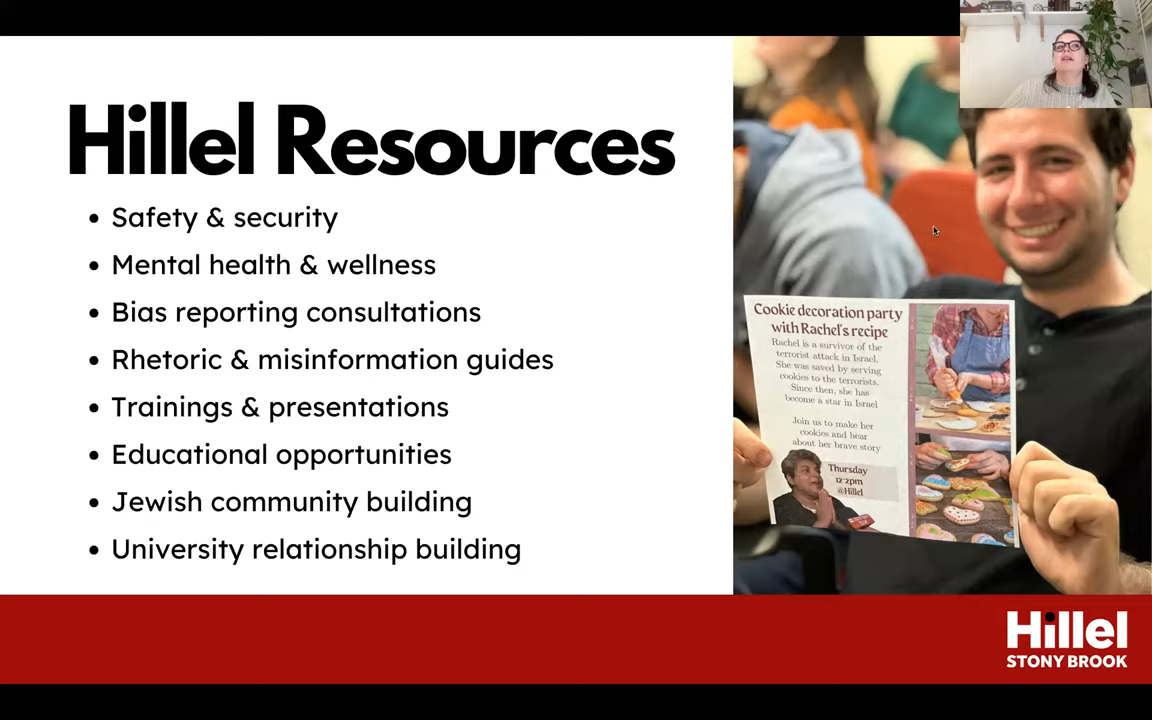 Hillel Resources
• Safety & security
• Mental health & wellness
• Bias reporting consultations
• Rhetoric & misinformation guides
• Trainings & presentations
• Educational opportunities
• Jewish community building
• University relationship building
Cookie decoration party
with Rachel's recipe
Rachel is a survivor of the
terrorist attack in Israel.
She was saved by serving
cookies to the terrorists.
Since then, she has
become a star in Israel
Join us to make her
cookies and hear
about her brave story
Thursday
12-2pm
@Hillel
Hillel
STONY BROOK